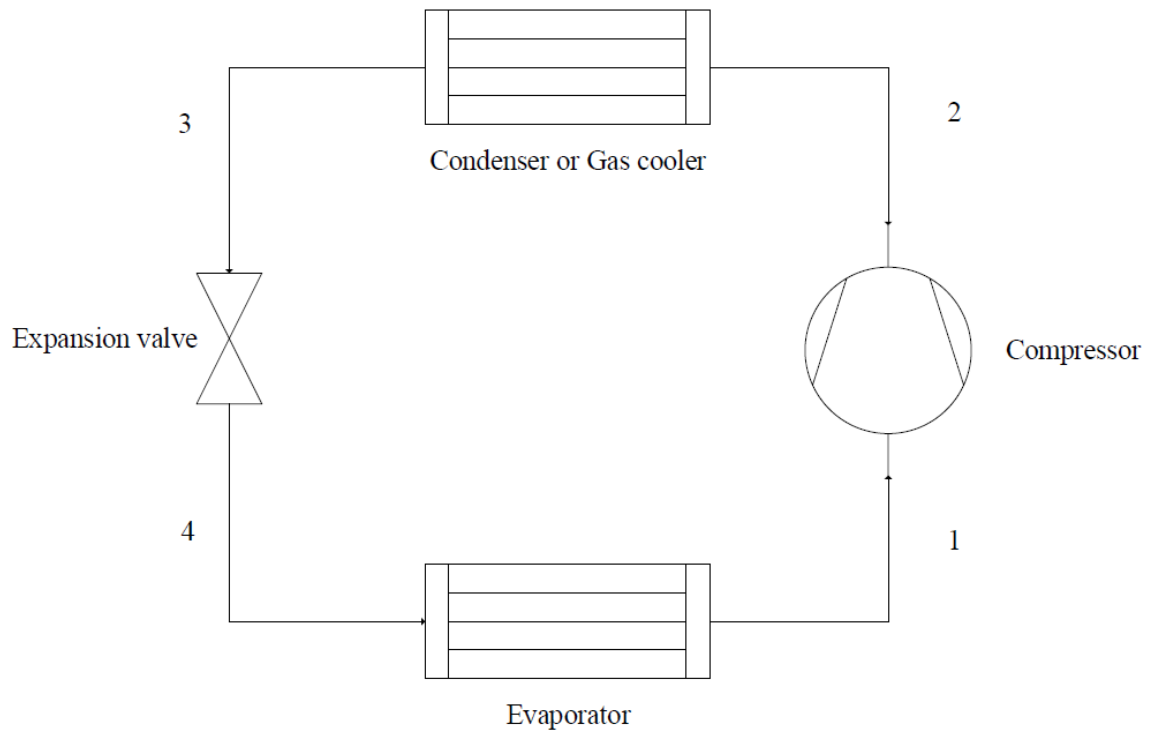 3
2
Condenser or Gas cooler
Expansion valve
Compressor
4
1
Evaporator